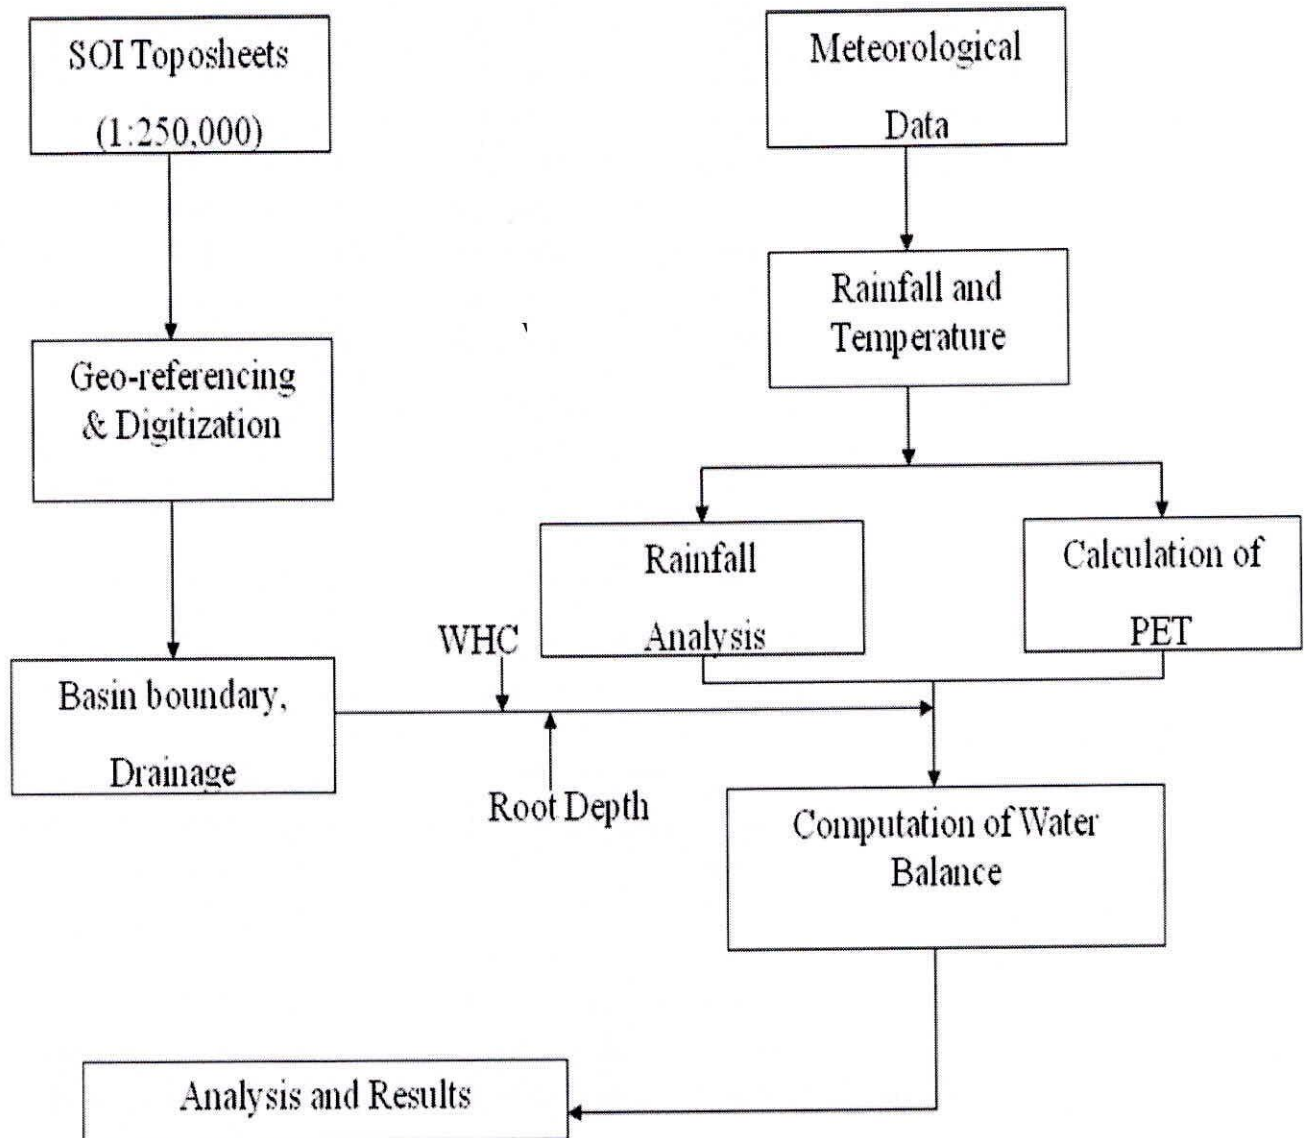 SOI Toposheets
(1:250,000)
Meteorological
Data
Rainfall and
Temperature
Geo-referencing
& Digitization
Rainfall
Analysis
Calculation of
PET
WHC
Basin boundary,
Drainage
Root Depth
Computation of Water
Balance
Analysis and Results